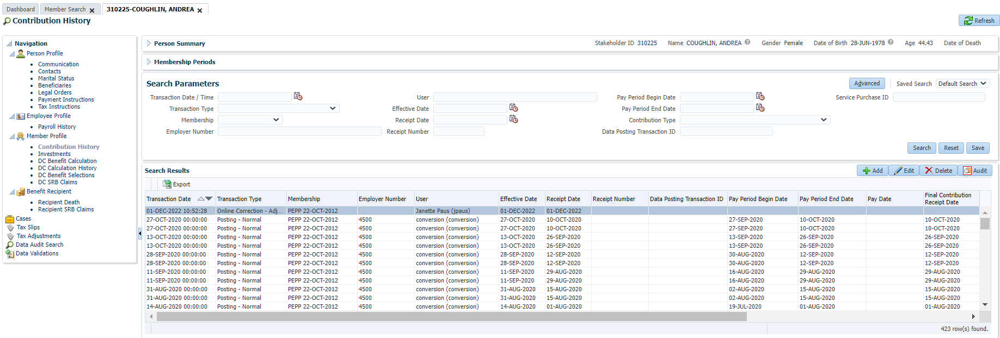 Dashboard Member Search 310225-COUGHLIN, ANDREA
Contribution History Refresh
Navigation
Person Profile
Communication
Contacts
Marital Status
Beneficiaries
Legal Orders
Payment Instructions
Tax Instructions
Employee Profile
Payroll History
Member Profile
Contribution History
Investments
DC Benefit Calculation
DC Calculation History
DC Benefit Selections
DC SRB Claims
Benefit Recipient
Recipient Death
Recipient SRB Claims
Cases
Tax Slips
Tax Adjustments
Data Audit Search
Data Validations
Person Summary Stakeholder ID 310225 Name COUGHLIN, ANDREA Gender Female Date of Birth 28-JUN-1978 Age 44.43 Date of Death
Membership Periods
Search Parameters Advanced Saved Search Default Search
Transaction Date / Time User Pay Period Begin Date Service Purchase ID
Transaction Type Effective Date Pay Period End Date
Membership Receipt Date Contribution Type
Employer Number Receipt Number Data Posting Transaction ID
Search Reset Save
Search Results Add Edit Delete Audit
Export
Transaction Date Transaction Type Membership Employer Number User Effective Date Receipt Date Receipt Number Data Posting Transaction ID Pay Period Begin Date Pay Period End Date Pay Date Final Contribution Receipt Date
01-DEC-2022 10:52:28 Online Correction - Adj... PEPP 22-OCT-2012 Janette Paus (jpaus) 01-DEC-2022 01-DEC-2022
27-OCT-2020 00:00:00 Posting - Normal PEPP 22-OCT-2012 4500 conversion (conversion) 27-OCT-2020 10-OCT-2020 27-SEP-2020 10-OCT-2020 10-OCT-2020
27-OCT-2020 00:00:00 Posting - Normal PEPP 22-OCT-2012 4500 conversion (conversion) 27-OCT-2020 10-OCT-2020 27-SEP-2020 10-OCT-2020 10-OCT-2020
13-OCT-2020 00:00:00 Posting - Normal PEPP 22-OCT-2012 4500 conversion (conversion) 13-OCT-2020 26-SEP-2020 13-SEP-2020 26-SEP-2020 26-SEP-2020
13-OCT-2020 00:00:00 Posting - Normal PEPP 22-OCT-2012 4500 conversion (conversion) 13-OCT-2020 26-SEP-2020 13-SEP-2020 26-SEP-2020 26-SEP-2020
28-SEP-2020 00:00:00 Posting - Normal PEPP 22-OCT-2012 4500 conversion (conversion) 28-SEP-2020 12-SEP-2020 30-AUG-2020 12-SEP-2020 12-SEP-2020
28-SEP-2020 00:00:00 Posting - Normal PEPP 22-OCT-2012 4500 conversion (conversion) 28-SEP-2020 12-SEP-2020 30-AUG-2020 12-SEP-2020 12-SEP-2020
11-SEP-2020 00:00:00 Posting - Normal PEPP 22-OCT-2012 4500 conversion (conversion) 11-SEP-2020 29-AUG-2020 16-AUG-2020 29-AUG-2020 29-AUG-2020
11-SEP-2020 00:00:00 Posting - Normal PEPP 22-OCT-2012 4500 conversion (conversion) 11-SEP-2020 29-AUG-2020 16-AUG-2020 29-AUG-2020 29-AUG-2020
31-AUG-2020 00:00:00 Posting - Normal PEPP 22-OCT-2012 4500 conversion (conversion) 31-AUG-2020 15-AUG-2020 02-AUG-2020 15-AUG-2020 15-AUG-2020
31-AUG-2020 00:00:00 Posting - Normal PEPP 22-OCT-2012 4500 conversion (conversion) 31-AUG-2020 15-AUG-2020 02-AUG-2020 15-AUG-2020 15-AUG-2020
14-AUG-2020 00:00:00 Posting - Normal PEPP 22-OCT-2012 4500 conversion (conversion) 14-AUG-2020 01-AUG-2020 19-JUL-2020 01-AUG-2020 01-AUG-2020
423 row(s) found.